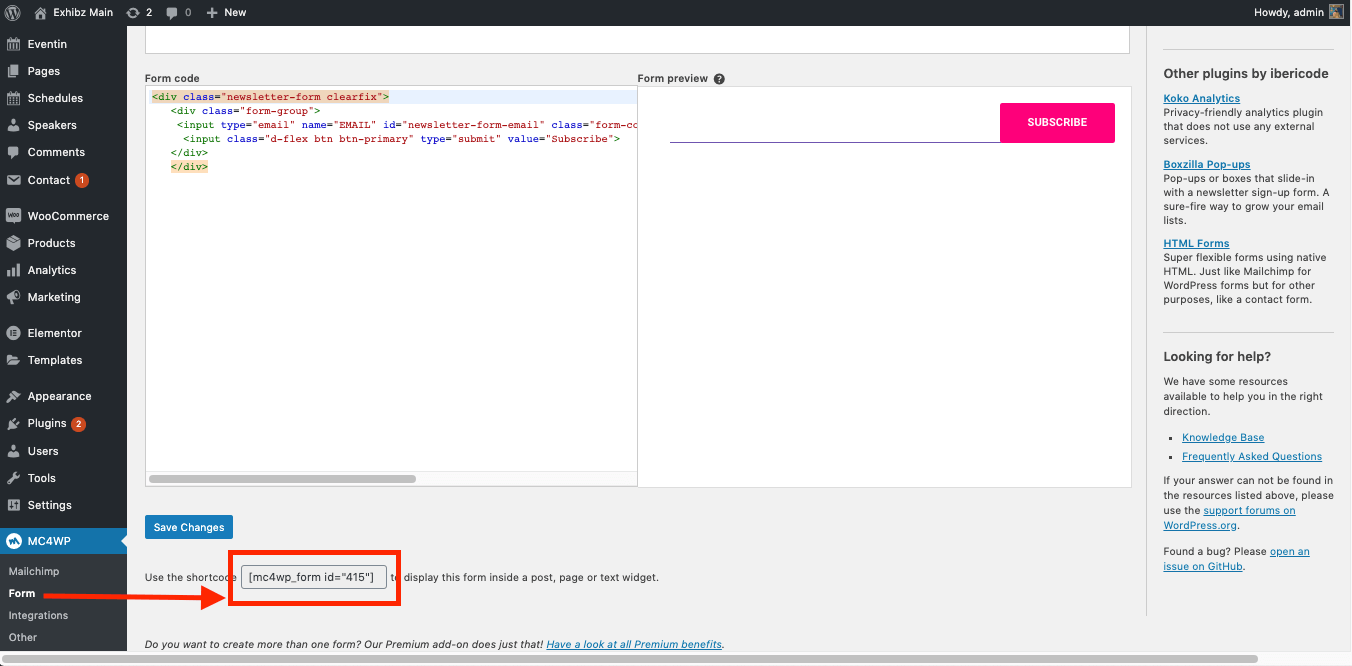 Exhibz Main
2
0
New
Howdy, admin
Eventin
Pages
Schedules
Speakers
Comments
Contact 1
WooCommerce
Products
Analytics
Marketing
Elementor
Templates
Appearance
Plugins 2
Users
Tools
Settings
MC4WP
Mailchimp
Form
Integrations
Other
Form code
<div class="newsletter-form clearfix">
<div class="form-group">
<input type="email" name="EMAIL" id="newsletter-form-email" class="form-co
<input class="d-flex btn btn-primary" type="submit" value="Subscribe">
</div>
</div>
Form preview ?
SUBSCRIBE
Save Changes
Use the shortcode [mc4wp_form id="415"] to display this form inside a post, page or text widget.
Do you want to create more than one form? Our Premium add-on does just that! Have a look at all Premium benefits.
Other plugins by ibericode
Koko Analytics
Privacy-friendly analytics plugin
that does not use any external
services.
Boxzilla Pop-ups
Pop-ups or boxes that slide-in
with a newsletter sign-up form. A
sure-fire way to grow your email
lists.
HTML Forms
Super flexible forms using native
HTML. Just like Mailchimp for
WordPress forms but for other
purposes, like a contact form.
Looking for help?
We have some resources
available to help you in the right
direction.
Knowledge Base
Frequently Asked Questions
If your answer can not be found in
the resources listed above, please
use the support forums on
WordPress.org.
Found a bug? Please open an
issue on GitHub.